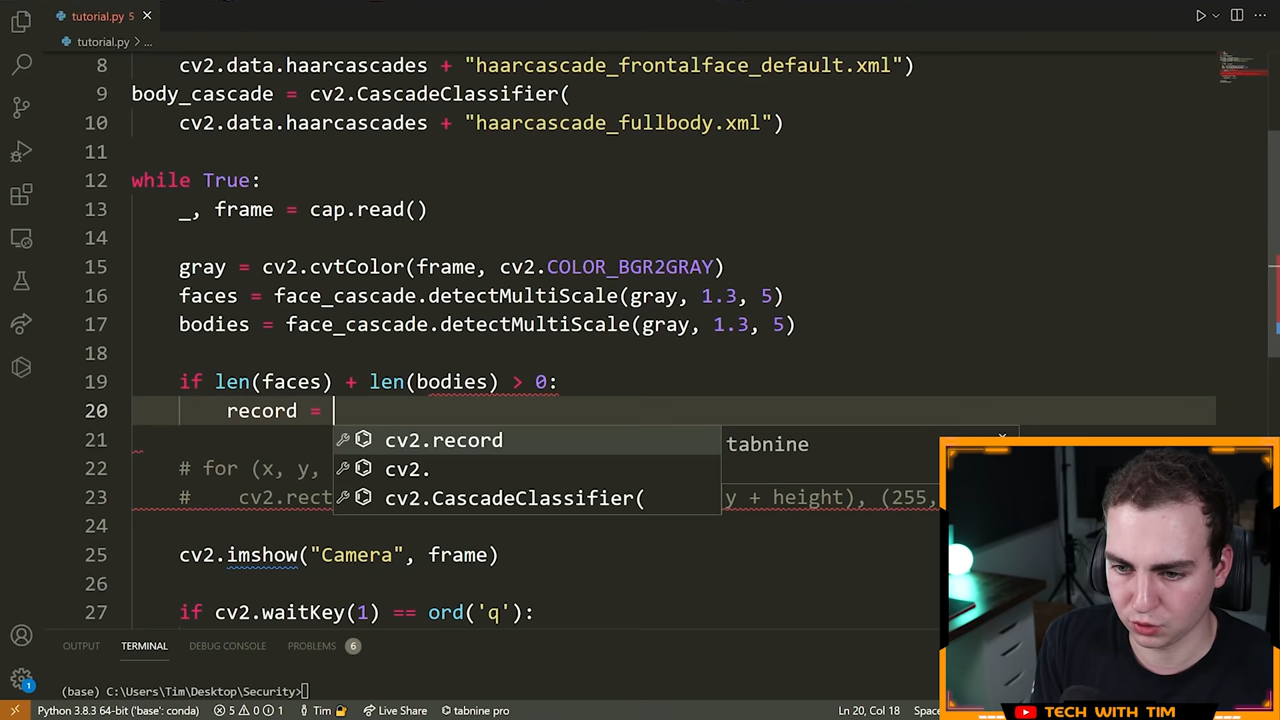 tutorial.py 5
tutorial.py > ...
8 cv2.data.haarcascades + "haarcascade_frontalface_default.xml")
9 body_cascade = cv2.CascadeClassifier(
10 cv2.data.haarcascades + "haarcascade_fullbody.xml")
11
12 while True:
13 _, frame = cap.read()
14
15 gray = cv2.cvtColor(frame, cv2.COLOR_BGR2GRAY)
16 faces = face_cascade.detectMultiScale(gray, 1.3, 5)
17 bodies = face_cascade.detectMultiScale(gray, 1.3, 5)
18
19 if len(faces) + len(bodies) > 0:
20 record =
cv2.record tabnine
21
cv2.
22 # for (x, y,
cv2.CascadeClassifier(
23 # cv2.rect y + height), (255,
24
25 cv2.imshow("Camera", frame)
26
27 if cv2.waitKey(1) == ord('q'):
OUTPUT TERMINAL DEBUG CONSOLE PROBLEMS 6
(base) C:\Users\Tim\Desktop\Security>
1 Python 3.8.3 64-bit ('base': conda) 5 0 1 Tim Live Share tabnine pro Ln 20, Col 18 Space
TECH WITH TIM